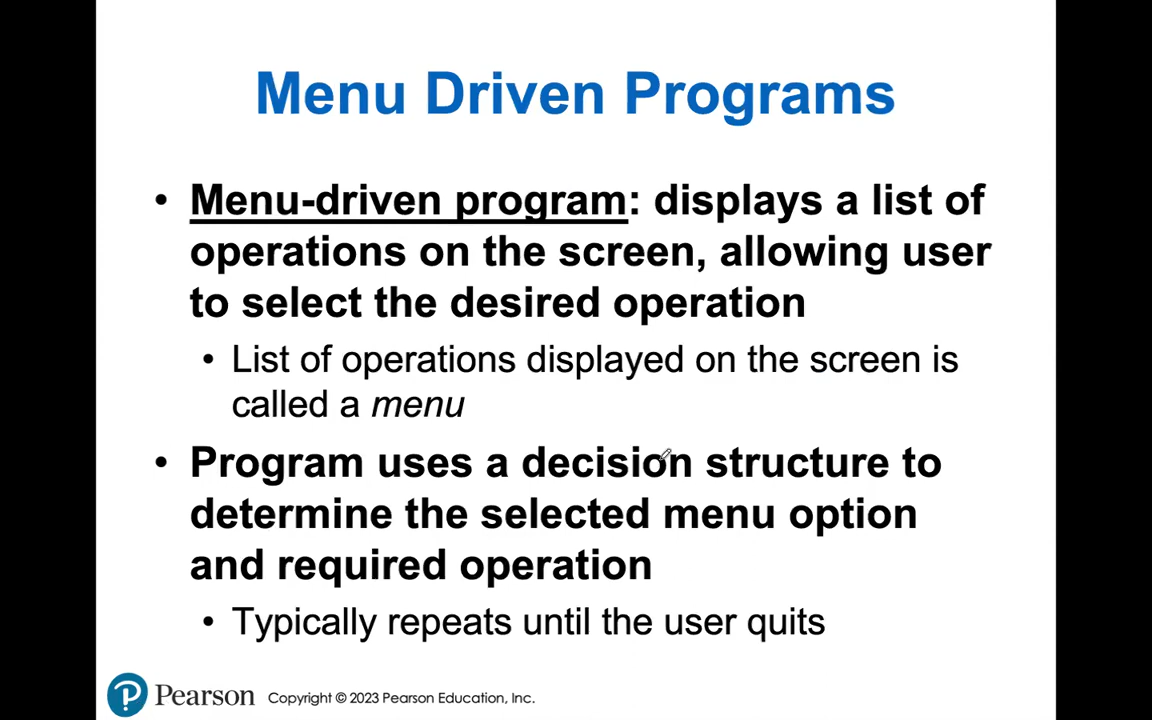 Menu Driven Programs
• Menu-driven program: displays a list of
operations on the screen, allowing user
to select the desired operation
• List of operations displayed on the screen is
called a menu
• Program uses a decision structure to
determine the selected menu option
and required operation
• Typically repeats until the user quits
P Pearson Copyright © 2023 Pearson Education, Inc.